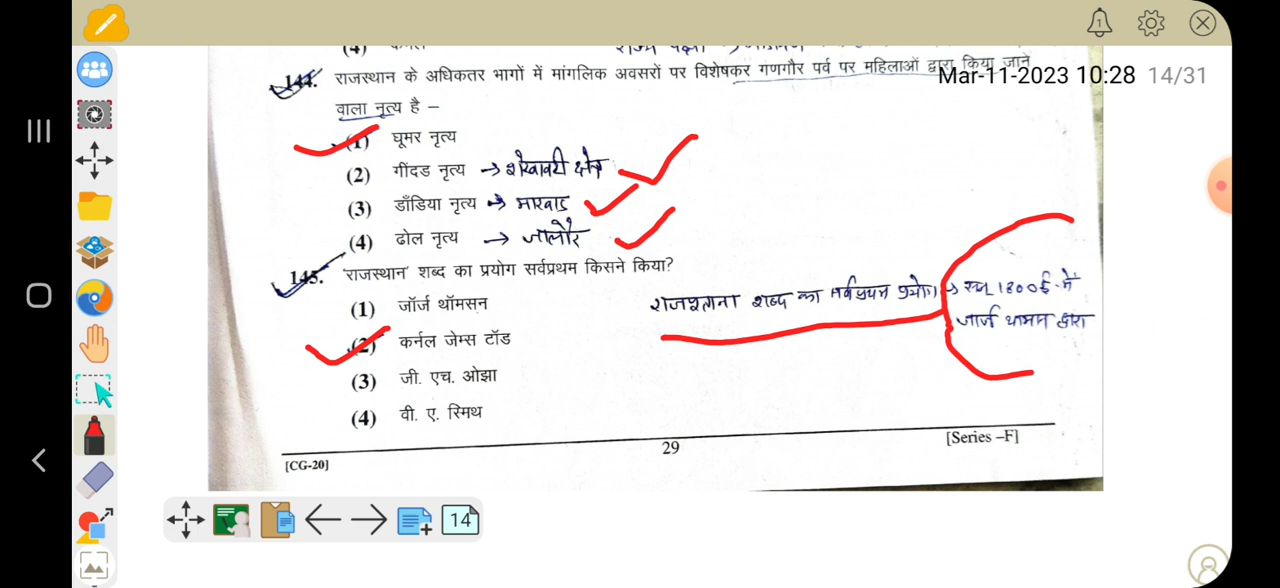 1
Mar-11-2023 10:28 14/31
(4)
144. राजस्थान के अधिकतर भागों में मांगलिक अवसरों पर विशेषकर गणगौर पर्व पर महिलाओं द्वारा किया जाने
वाला नृत्य है –
(1) घूमर नृत्य
(2) गींदड नृत्य → शेखावटी क्षेत्र
(3) डाँडिया नृत्य → मारवाड
(4) ढोल नृत्य → जालौर
145. 'राजस्थान' शब्द का प्रयोग सर्वप्रथम किसने किया?
(1) जॉर्ज थॉमसन
राजपूताना शब्द का सर्वप्रथम प्रयोग → सन् 1800ई. में
जार्ज थामस द्वारा
(2) कर्नल जेम्स टॉड
(3) जी. एच. ओझा
(4) वी. ए. स्मिथ
29
[Series –F]
[CG-20]
14